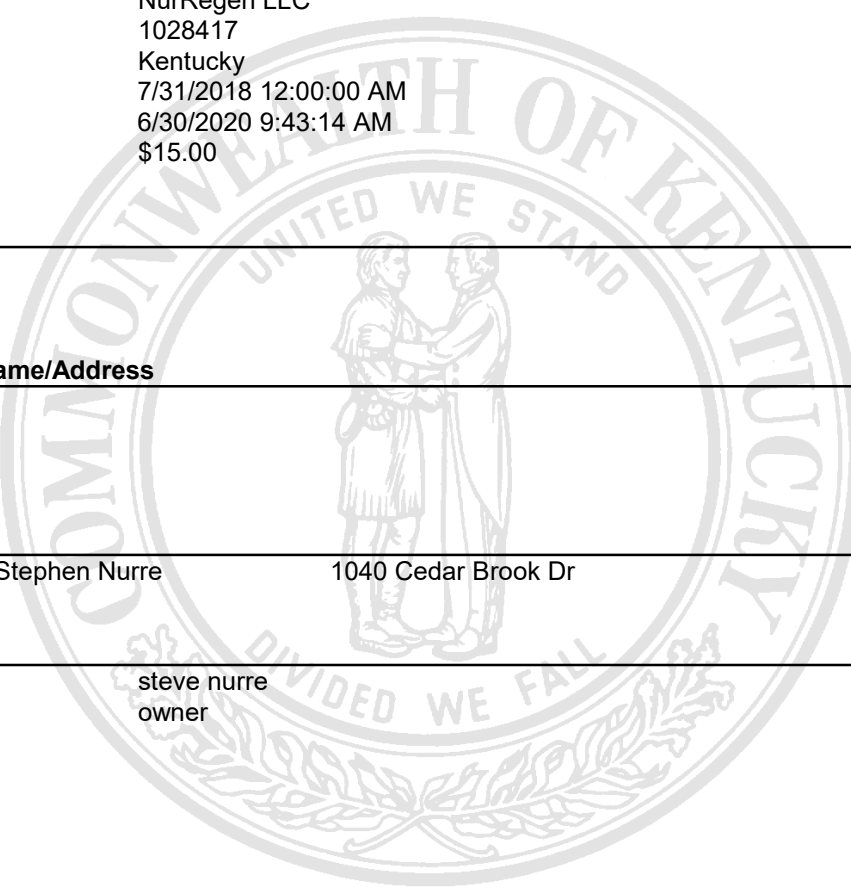 NurRegen LLC
1028417
Kentucky
7/31/2018 12:00:00 AM
6/30/2020 9:43:14 AM
$15.00
COMMONWEALTH OF KENTUCKY
UNITED WE STAND
ame/Address
Stephen Nurre 1040 Cedar Brook Dr
DIVIDED WE FALL
steve nurre
owner